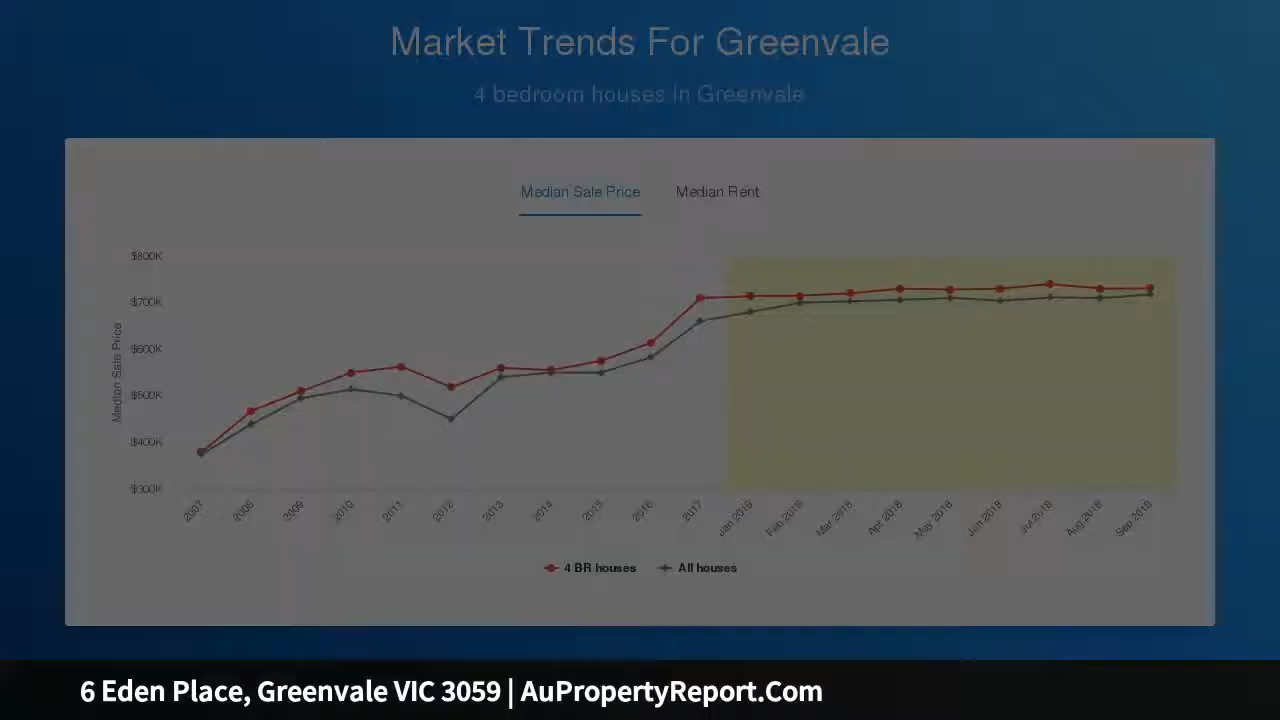 Market Trends For Greenvale
4 bedroom houses in Greenvale
Median Sale Price Median Rent
$800K
$700K
$600K
$500K
$400K
$300K
Median Sale Price
2007 2008 2009 2010 2011 2012 2013 2014 2015 2016 2017 Jan 2018 Feb 2018 Mar 2018 Apr 2018 May 2018 Jun 2018 Jul 2018 Aug 2018 Sep 2018
4 BR houses All houses
6 Eden Place, Greenvale VIC 3059 | AuPropertyReport.Com